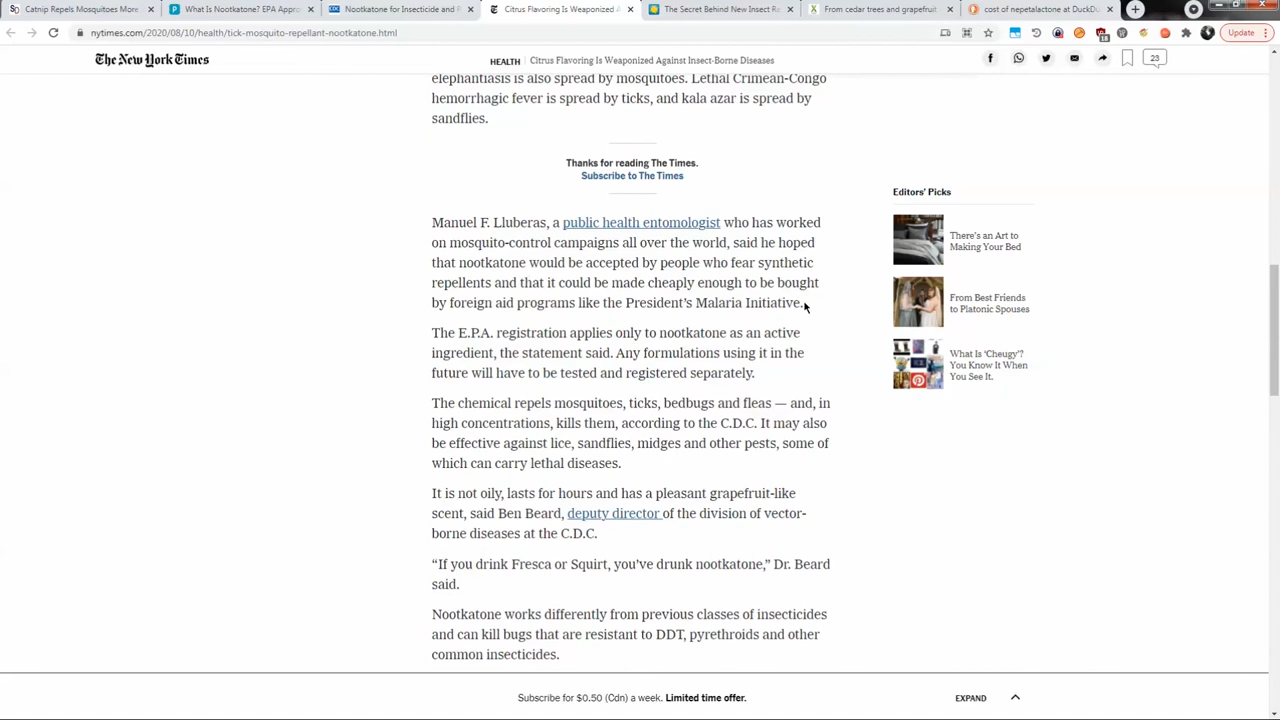 Catnip Repels Mosquitoes More
What Is Nootkatone? EPA Appro
Nootkatone for Insecticide and R
Citrus Flavoring Is Weaponized A
The Secret Behind New Insect Re
From cedar trees and grapefruit
cost of nepetalactone at DuckDu
nytimes.com/2020/08/10/health/tick-mosquito-repellant-nootkatone.html
Update
The New York Times
HEALTH | Citrus Flavoring Is Weaponized Against Insect-Borne Diseases
23
elephantiasis is also spread by mosquitoes. Lethal Crimean-Congo
hemorrhagic fever is spread by ticks, and kala azar is spread by
sandflies.
Thanks for reading The Times.
Subscribe to The Times
Manuel F. Lluberas, a public health entomologist who has worked
on mosquito-control campaigns all over the world, said he hoped
that nootkatone would be accepted by people who fear synthetic
repellents and that it could be made cheaply enough to be bought
by foreign aid programs like the President's Malaria Initiative.
The E.P.A. registration applies only to nootkatone as an active
ingredient, the statement said. Any formulations using it in the
future will have to be tested and registered separately.
The chemical repels mosquitoes, ticks, bedbugs and fleas — and, in
high concentrations, kills them, according to the C.D.C. It may also
be effective against lice, sandflies, midges and other pests, some of
which can carry lethal diseases.
It is not oily, lasts for hours and has a pleasant grapefruit-like
scent, said Ben Beard, deputy director of the division of vector-
borne diseases at the C.D.C.
“If you drink Fresca or Squirt, you've drunk nootkatone,” Dr. Beard
said.
Nootkatone works differently from previous classes of insecticides
and can kill bugs that are resistant to DDT, pyrethroids and other
common insecticides.
Editors' Picks
There's an Art to
Making Your Bed
From Best Friends
to Platonic Spouses
What Is ‘Cheugy’?
You Know It When
You See It.
Subscribe for $0.50 (Cdn) a week. Limited time offer.
EXPAND